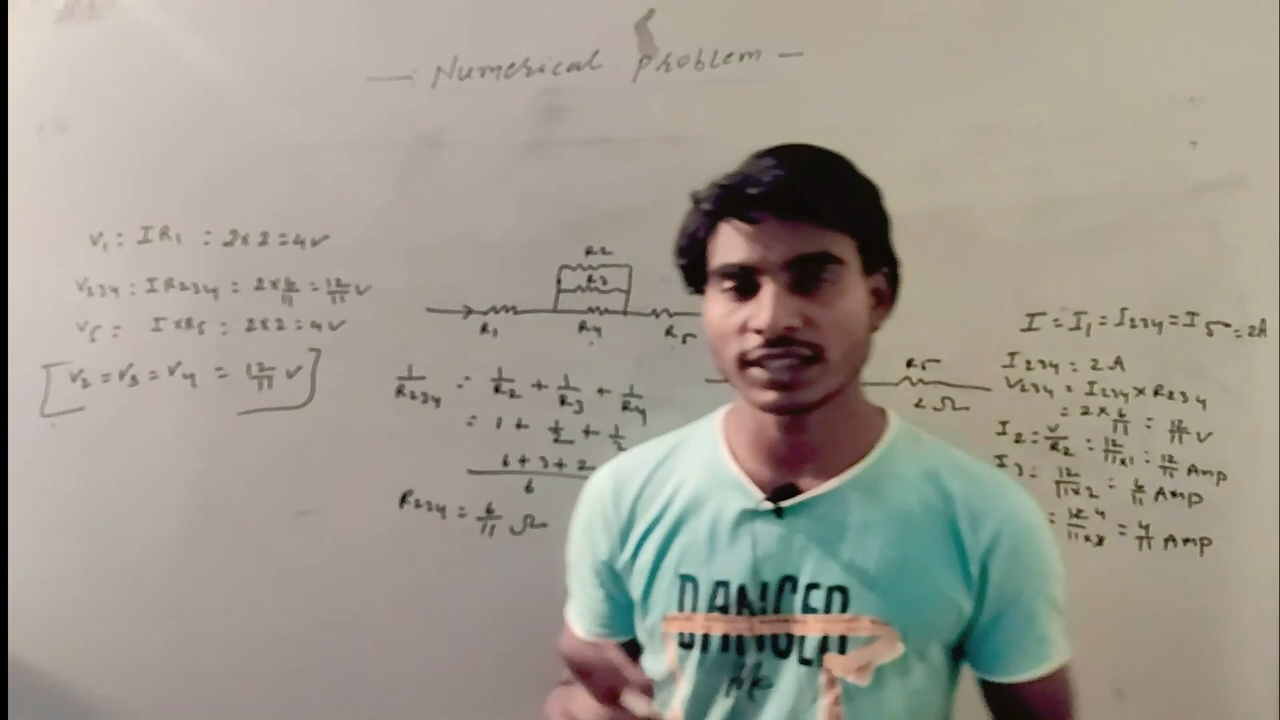 — Numerical Problem —
V₁ : IR₁ : 2×2 = 4V
V₂₃₄ : IR₂₃₄ = 2×6/11 = 12/11 V
V₅ = I×R₅ : 2×2 = 4V
[V₂ = V₃ = V₄ = 12/11 V]
R2
R3
R₁
R4
R5
1/R₂₃₄ = 1/R₂ + 1/R₃ + 1/R₄
= 1 + 1/2 +
6+3+2
6
R₂₃₄ = 6/11 Ω
R5
2Ω
I = I₁ = I₂₃₄ = I₅ = 2A
I₂₃₄ = 2A
V₂₃₄ = I₂₃₄ × R₂₃₄
= 2×6/11 = 12/11 V
I₂ = V/R₂ = 12/11×1 = 12/11 Amp
I₃ = 12/11×2 = 6/11 Amp
= 12 4/11×3 = 4/11 Amp
DANGER